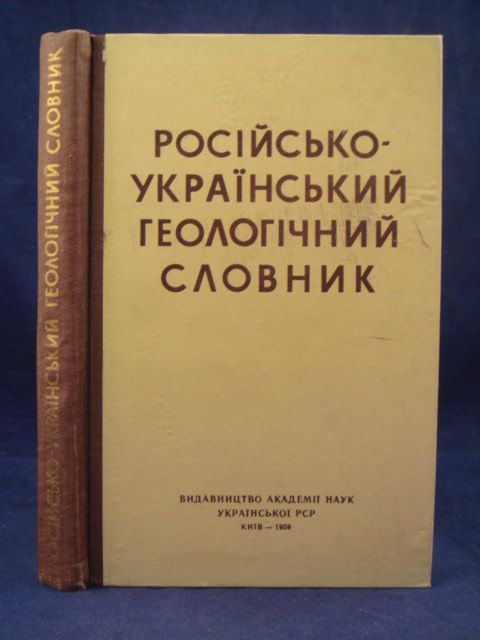 РОСІЙСЬКО-УКРАЇНСЬКИЙ ГЕОЛОГІЧНИЙ СЛОВНИК
РОСІЙСЬКО-
УКРАЇНСЬКИЙ
ГЕОЛОГІЧНИЙ
СЛОВНИК
ВИДАВНИЦТВО АКАДЕМІЇ НАУК
УКРАЇНСЬКОЇ РСР
КИЇВ — 1959